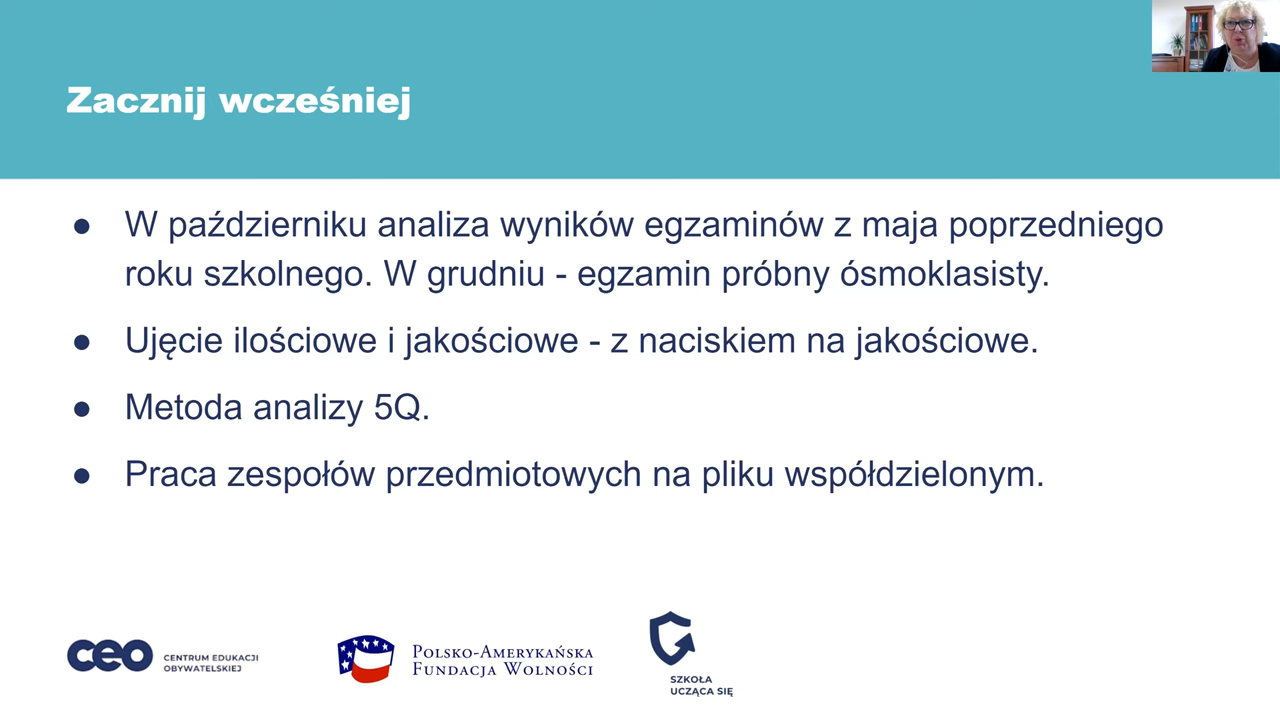 Zacznij wcześniej
● W październiku analiza wyników egzaminów z maja poprzedniego
roku szkolnego. W grudniu - egzamin próbny ósmoklasisty.
● Ujęcie ilościowe i jakościowe - z naciskiem na jakościowe.
● Metoda analizy 5Q.
● Praca zespołów przedmiotowych na pliku współdzielonym.
ceo CENTRUM EDUKACJI
OBYWATELSKIEJ
Polsko-Amerykańska
Fundacja Wolności
SZKOŁA
UCZĄCA SIĘ